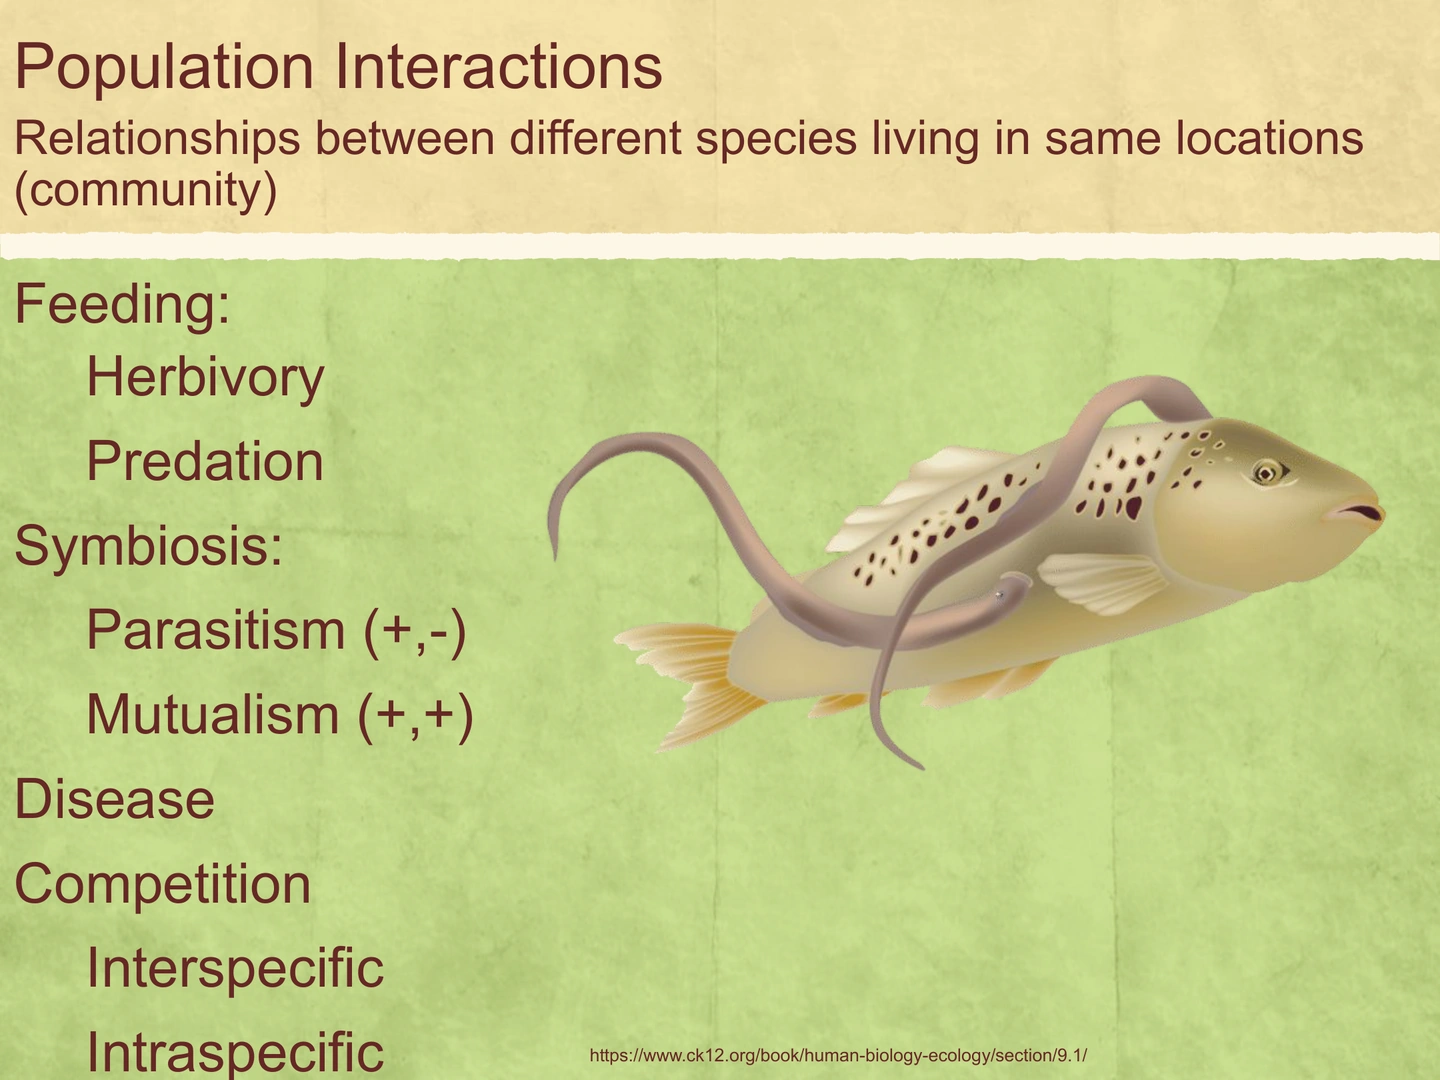 Population Interactions
Relationships between different species living in same locations
(community)
Feeding:
Herbivory
Predation
Symbiosis:
Parasitism (+,-)
Mutualism (+,+)
Disease
Competition
Interspecific
Intraspecific
https://www.ck12.org/book/human-biology-ecology/section/9.1/